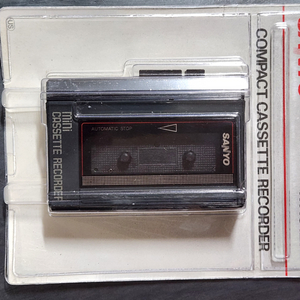 mini
CASSETTE RECORDER
AUTOMATIC STOP
SANYO
COMPACT CASSETTE RECORDER